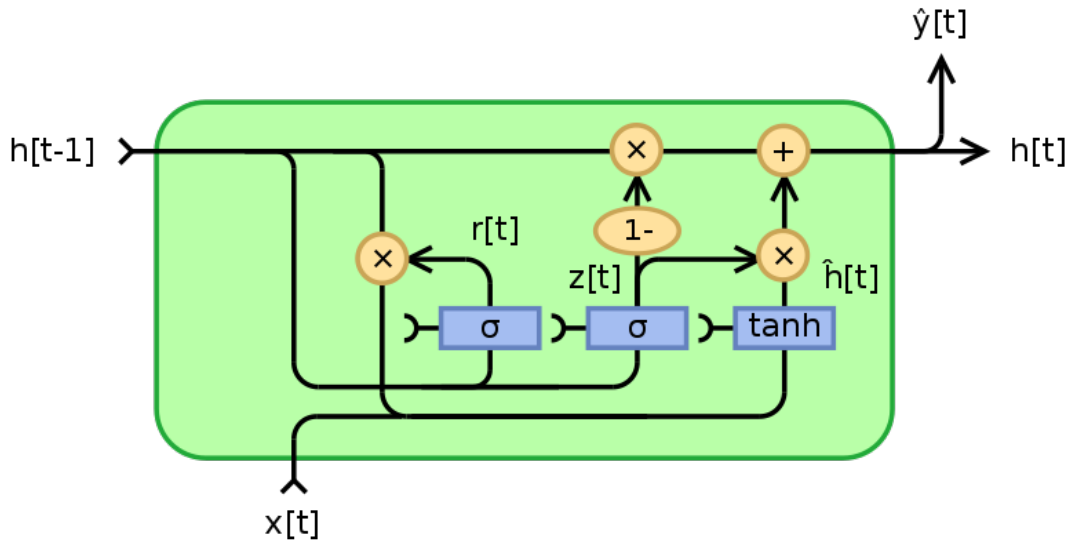 ŷ[t]
h[t-1]
×
+
h[t]
r[t]
1-
×
×
z[t]
ĥ[t]
σ
σ
tanh
x[t]